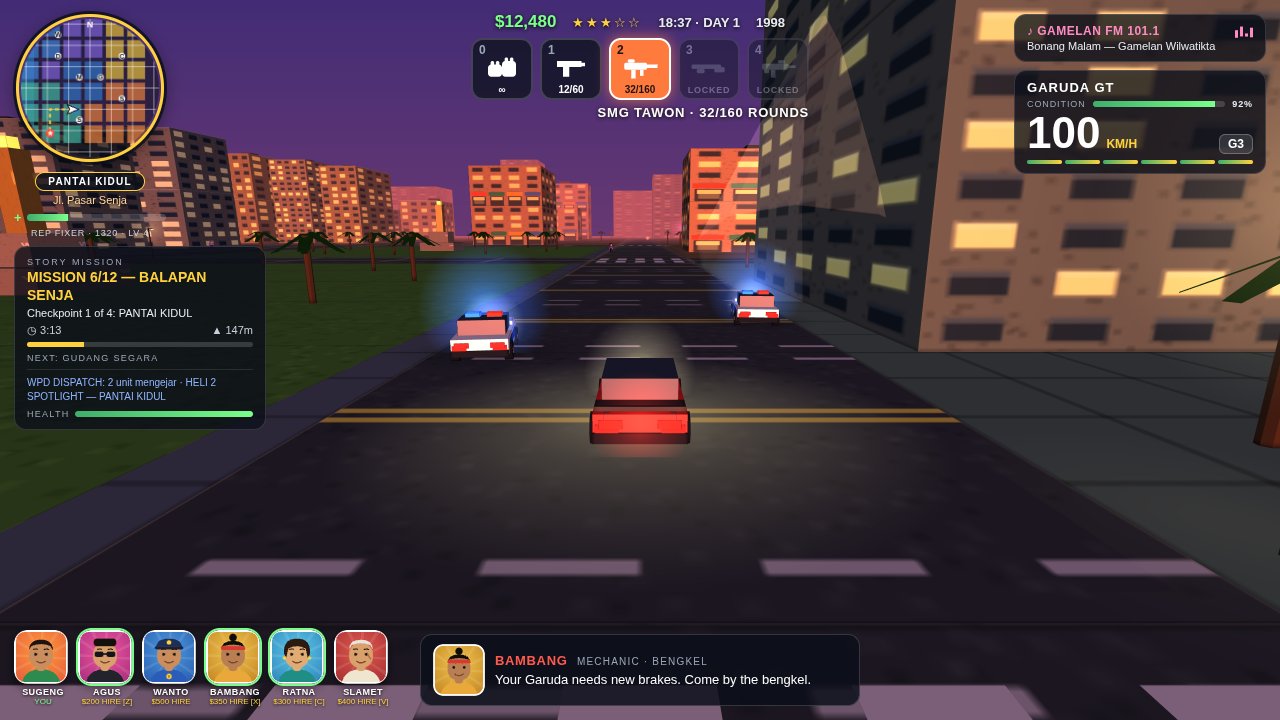 N
W
D
C
M G
S
S
$12,480 ★★★☆☆ 18:37 · DAY 1 1998
0 1 2 3 4
∞ 12/60 32/160 LOCKED LOCKED
SMG TAWON · 32/160 ROUNDS
♪ GAMELAN FM 101.1
Bonang Malam — Gamelan Wilwatikta
GARUDA GT
CONDITION 92%
100 KM/H G3
PANTAI KIDUL
Jl. Pasar Senja
+
REP FIXER · 1320 · LV 4
STORY MISSION
MISSION 6/12 — BALAPAN
SENJA
Checkpoint 1 of 4: PANTAI KIDUL
◷ 3:13 ▲ 147m
NEXT: GUDANG SEGARA
WPD DISPATCH: 2 unit mengejar · HELI 2
SPOTLIGHT — PANTAI KIDUL
HEALTH
SUGENG AGUS WANTO BAMBANG RATNA SLAMET
YOU $200 HIRE [Z] $500 HIRE $350 HIRE [X] $300 HIRE [C] $400 HIRE [V]
BAMBANG MECHANIC · BENGKEL
Your Garuda needs new brakes. Come by the bengkel.